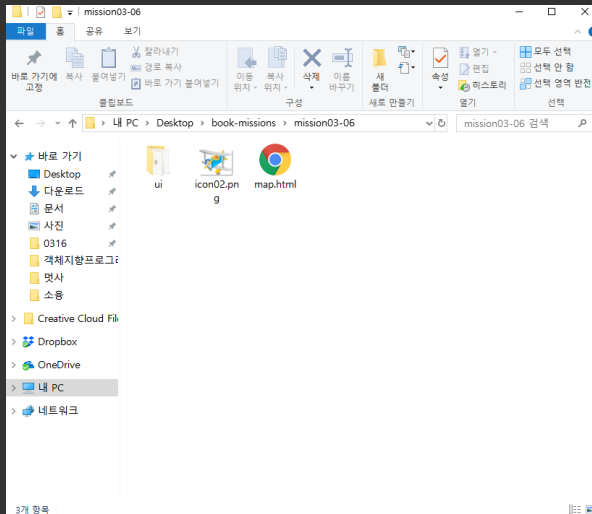 mission03-06
파일 홈 공유 보기
바로 가기에 고정
복사
붙여넣기
잘라내기
경로 복사
바로 가기 붙여넣기
클립보드
이동 위치
복사 위치
삭제
이름 바꾸기
구성
새 폴더
새로 만들기
속성
열기
편집
히스토리
열기
모두 선택
선택 안 함
선택 영역 반전
선택
내 PC > Desktop > book-missions > mission03-06
mission03-06 검색
바로 가기
Desktop
다운로드
문서
사진
0316
객체지향프로그래
멋사
소융
Creative Cloud File
Dropbox
OneDrive
내 PC
네트워크
ui
icon02.pn
g
map.html
3개 항목